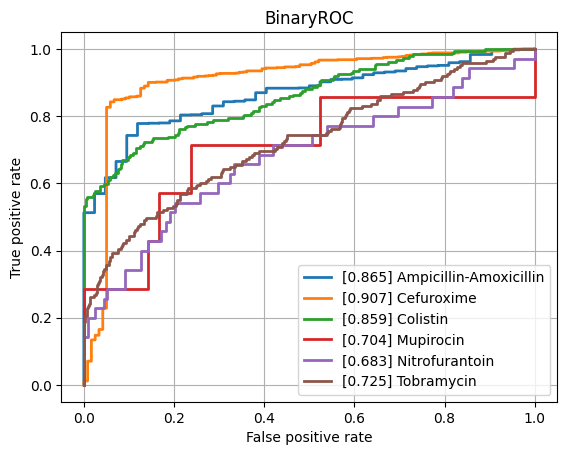 BinaryROC
True positive rate
1.0
0.8
0.6
0.4
0.2
0.0
[0.865] Ampicillin-Amoxicillin
[0.907] Cefuroxime
[0.859] Colistin
[0.704] Mupirocin
[0.683] Nitrofurantoin
[0.725] Tobramycin
0.0 0.2 0.4 0.6 0.8 1.0
False positive rate